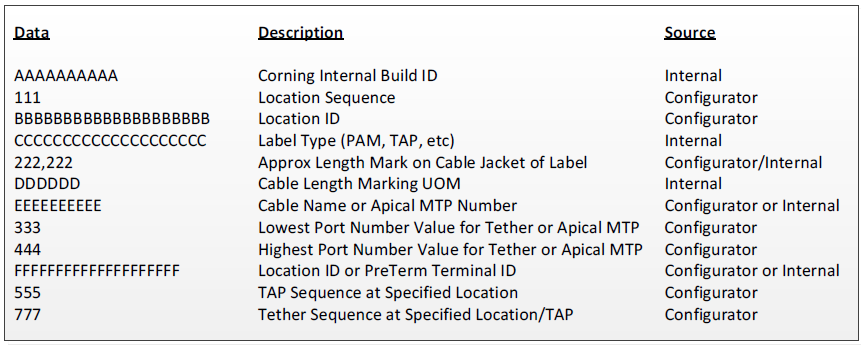 Data Description Source
AAAAAAAAAA Corning Internal Build ID Internal
111 Location Sequence Configurator
BBBBBBBBBBBBBBBBBBBB Location ID Configurator
CCCCCCCCCCCCCCCCCCCC Label Type (PAM, TAP, etc) Internal
222,222 Approx Length Mark on Cable Jacket of Label Configurator/Internal
DDDDDD Cable Length Marking UOM Internal
EEEEEEEEEE Cable Name or Apical MTP Number Configurator or Internal
333 Lowest Port Number Value for Tether or Apical MTP Configurator
444 Highest Port Number Value for Tether or Apical MTP Configurator
FFFFFFFFFFFFFFFFFFFF Location ID or PreTerm Terminal ID Configurator or Internal
555 TAP Sequence at Specified Location Configurator
777 Tether Sequence at Specified Location/TAP Configurator